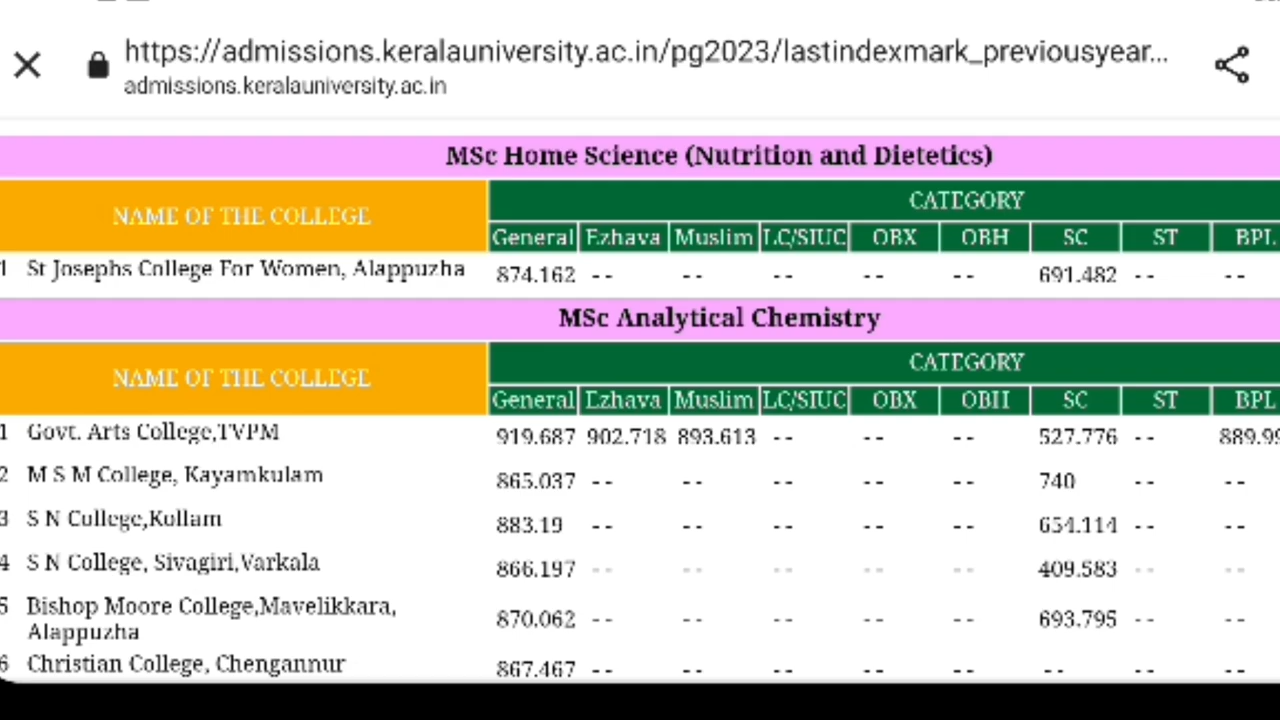 https://admissions.keralauniversity.ac.in/pg2023/lastindexmark_previousyear...
admissions.keralauniversity.ac.in
MSc Home Science (Nutrition and Dietetics)
NAME OF THE COLLEGE
CATEGORY
General Ezhava Muslim LC/SIUC OBX OBH SC ST BPL
1 St Josephs College For Women, Alappuzha 874.162 -- -- -- -- -- 691.482 -- --
MSc Analytical Chemistry
NAME OF THE COLLEGE
CATEGORY
General Ezhava Muslim LC/SIUC OBX OBH SC ST BPL
1 Govt. Arts College,TVPM 919.687 902.718 893.613 -- -- -- 527.776 -- 889.99
2 M S M College, Kayamkulam 865.037 -- -- -- -- -- 740 -- --
3 S N College,Kollam 883.19 -- -- -- -- -- 654.114 -- --
4 S N College, Sivagiri,Varkala 866.197 -- -- -- -- -- 409.583 -- --
5 Bishop Moore College,Mavelikkara, 870.062 -- -- -- -- -- 693.795 -- --
Alappuzha
6 Christian College, Chengannur 867.467 -- -- -- -- -- -- -- --